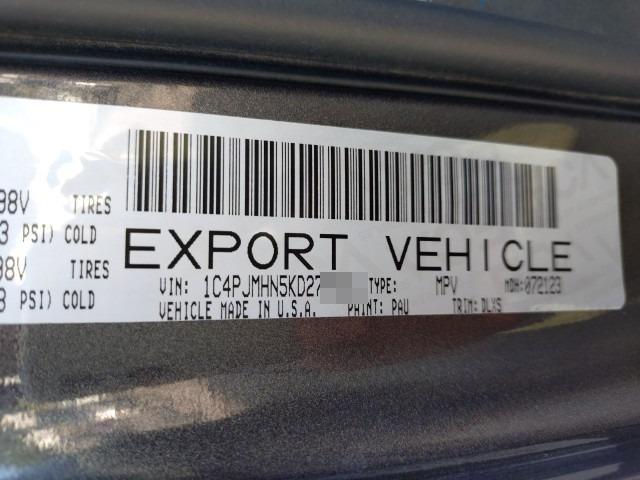 98V TIRES
3 PSI) COLD
98V TIRES
3 PSI) COLD
EXPORT VEHICLE
VIN: 1C4PJMHN5KD27 TYPE: MPV MDH:072123
VEHICLE MADE IN U.S.A. PAINT: PAU TRIM: DLXS